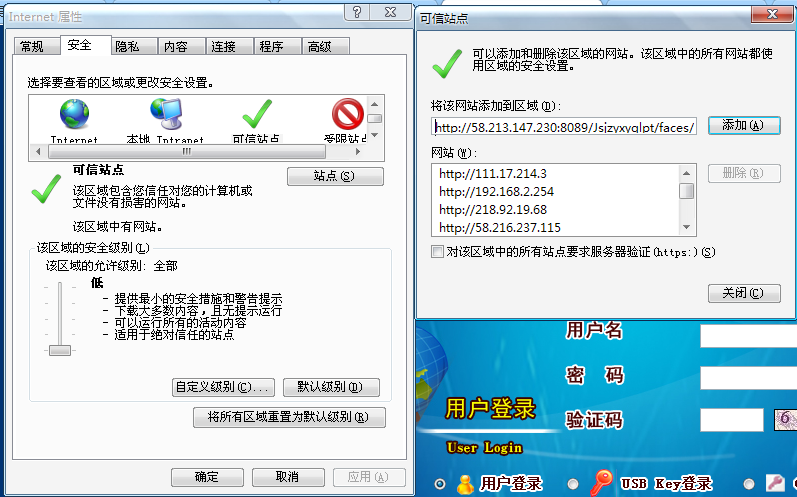 Internet 属性
常规 安全 隐私 内容 连接 程序 高级
选择要查看的区域或更改安全设置。
Internet 本地 Intranet 可信站点 受限站点
可信站点
该区域包含您信任对您的计算机或
文件没有损害的网站。
该区域中有网站。
站点(S)
该区域的安全级别(L)
该区域的允许级别: 全部
低
- 提供最小的安全措施和警告提示
- 下载大多数内容，且无提示运行
- 可以运行所有的活动内容
- 适用于绝对信任的站点
自定义级别(C)... 默认级别(D)
将所有区域重置为默认级别(R)
确定 取消 应用(A)
可信站点
可以添加和删除该区域的网站。该区域中的所有网站都使
用区域的安全设置。
将该网站添加到区域(D):
http://58.213.147.230:8089/Jsjzyxyglpt/faces/ 添加(A)
网站(W):
http://111.17.214.3
http://192.168.2.254
http://218.92.19.68
http://58.216.237.115
删除(R)
对该区域中的所有站点要求服务器验证(https:)(S)
关闭(C)
用户名
密 码
验证码
6
用户登录
User Login
用户登录 USB Key登录